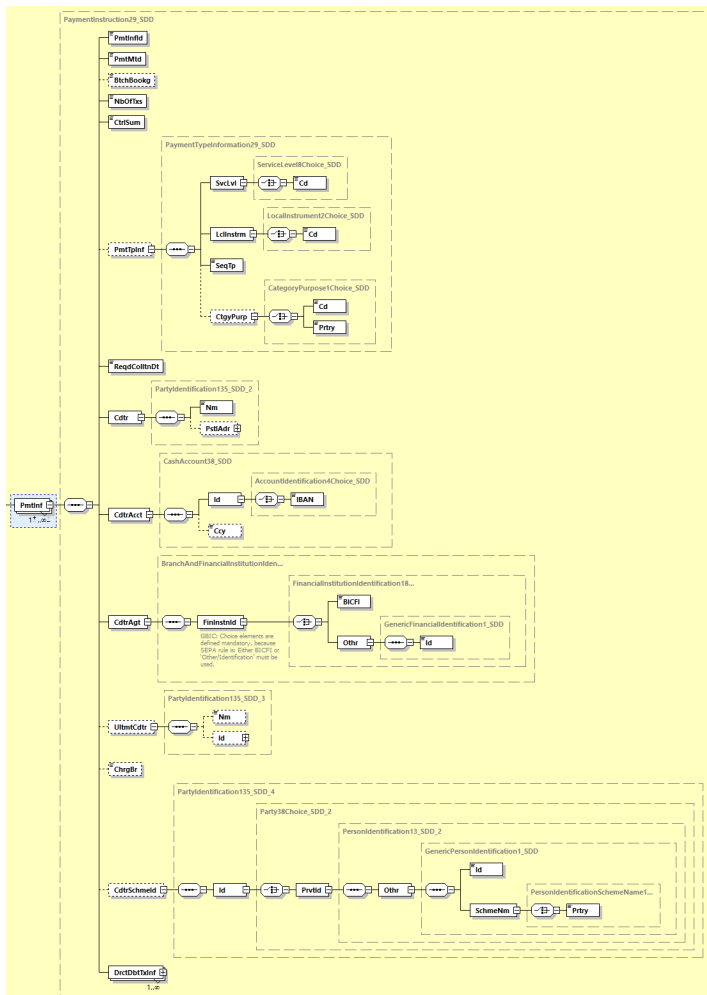 PaymentInstruction29_SDD
PmtInfId
PmtMtd
BtchBookg
NbOfTxs
CtrlSum
PaymentTypeInformation29_SDD
ServiceLevel8Choice_SDD
SvcLvl
Cd
LocalInstrument2Choice_SDD
LclInstrm
Cd
PmtTpInf
SeqTp
CategoryPurpose1Choice_SDD
Cd
CtgyPurp
Prtry
ReqdColltnDt
PartyIdentification135_SDD_2
Nm
Cdtr
PstlAdr
CashAccount38_SDD
AccountIdentification4Choice_SDD
Id
IBAN
PmtInf
1..∞
CdtrAcct
Ccy
BranchAndFinancialInstitutionIden...
FinancialInstitutionIdentification18...
BICFI
CdtrAgt
FinInstnId
GenericFinancialIdentification1_SDD
GBIC: Choice elements are
defined mandatory, because
SEPA rule is: Either BICFI or
'Other/Identification' must be
used.
Othr
Id
PartyIdentification135_SDD_3
Nm
UltmtCdtr
Id
ChrgBr
PartyIdentification135_SDD_4
Party38Choice_SDD_2
PersonIdentification13_SDD_2
GenericPersonIdentification1_SDD
Id
CdtrSchmeId
Id
PrvtId
Othr
PersonIdentificationSchemeName1...
SchmeNm
Prtry
DrctDbtTxInf
1..∞